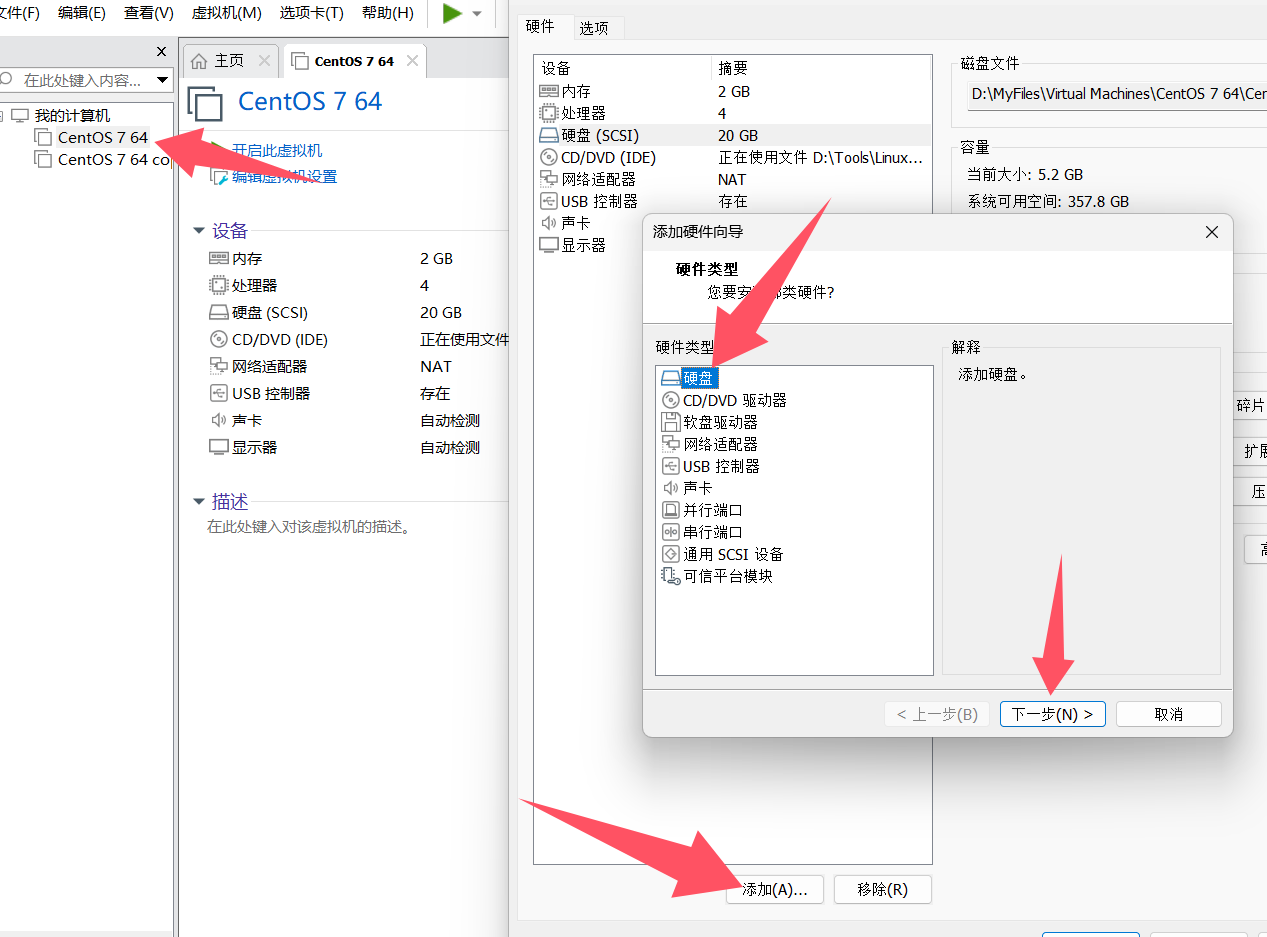 文件(F) 编辑(E) 查看(V) 虚拟机(M) 选项卡(T) 帮助(H)
在此处键入内容...
我的计算机
CentOS 7 64
CentOS 7 64 co
主页
CentOS 7 64
CentOS 7 64
开启此虚拟机
编辑虚拟机设置
设备
内存 2 GB
处理器 4
硬盘 (SCSI) 20 GB
CD/DVD (IDE) 正在使用文件
网络适配器 NAT
USB 控制器 存在
声卡 自动检测
显示器 自动检测
描述
在此处键入对该虚拟机的描述。
硬件 选项
设备 摘要
内存 2 GB
处理器 4
硬盘 (SCSI) 20 GB
CD/DVD (IDE) 正在使用文件 D:\Tools\Linux...
网络适配器 NAT
USB 控制器 存在
声卡
显示器
添加(A)... 移除(R)
磁盘文件
D:\MyFiles\Virtual Machines\CentOS 7 64\Cer
容量
当前大小: 5.2 GB
系统可用空间: 357.8 GB
碎片
扩展
压
添加硬件向导
硬件类型
您要安装哪类硬件?
硬件类型
硬盘
CD/DVD 驱动器
软盘驱动器
网络适配器
USB 控制器
声卡
并行端口
串行端口
通用 SCSI 设备
可信平台模块
解释
添加硬盘。
< 上一步(B) 下一步(N) > 取消